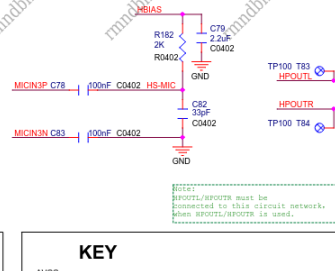 HBIAS
R182
2K
R0402
C79
2.2uF
C0402
GND
TP100 T83
HPOUTL
MICIN3P C78 100nF C0402 HS-MIC
HPOUTR
C82
33pF
C0402
TP100 T84
MICIN3N C83 100nF C0402
GND
Note:
HPOUTL/HPOUTR must be
connected to this circuit network,
when HPOUTL/HPOUTR is used.
KEY